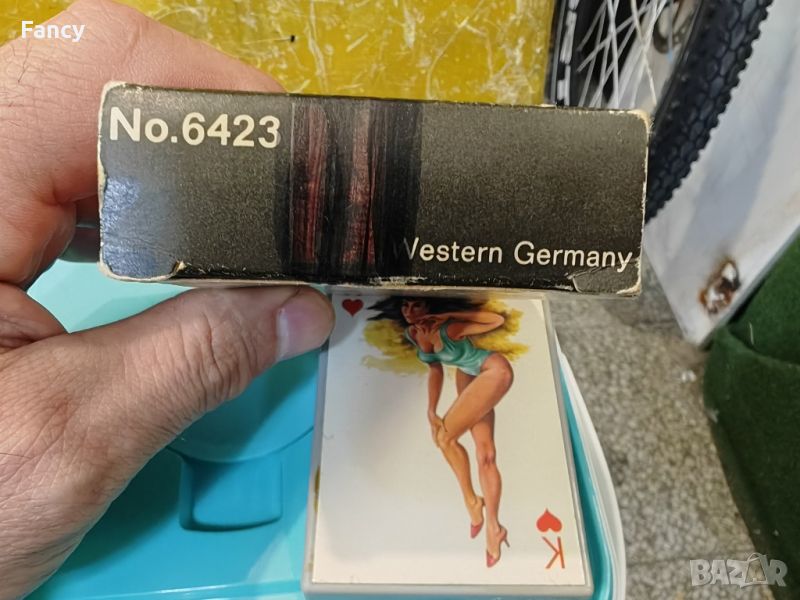 Fancy
No.6423
Western Germany
K
BAZAR